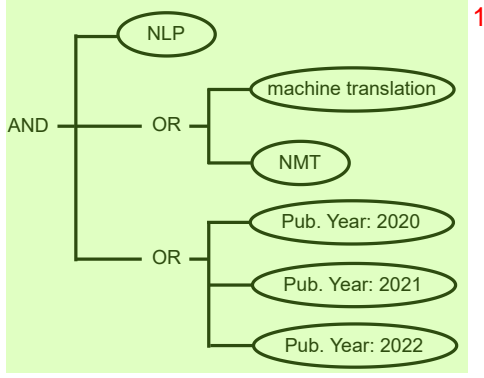 1
NLP
machine translation
AND
OR
NMT
Pub. Year: 2020
OR
Pub. Year: 2021
Pub. Year: 2022